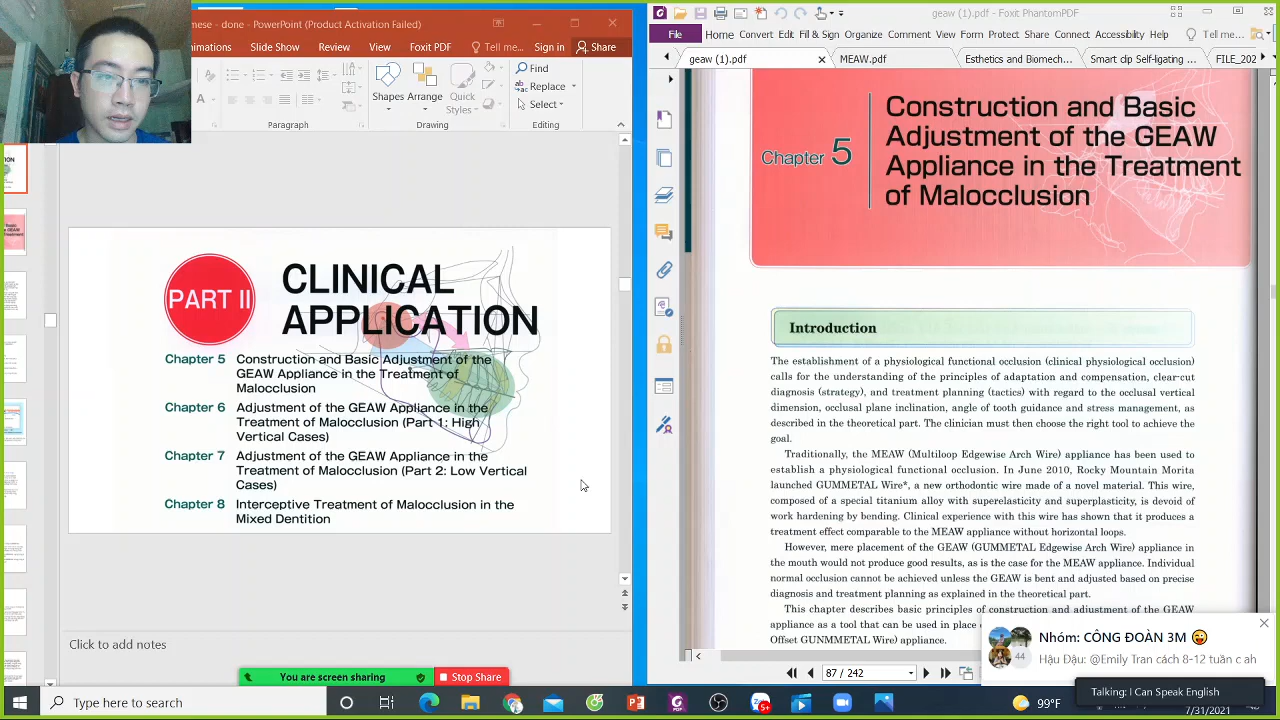 mese - done - PowerPoint (Product Activation Failed)
nimations Slide Show Review View Foxit PDF Tell me... Sign in Share
Shapes Arrange Quick Styles
Find
Replace
Select
Paragraph Drawing Editing
PART II
CLINICAL
APPLICATION
Chapter 5 Construction and Basic Adjustment of the
GEAW Appliance in the Treatment of
Malocclusion
Chapter 6 Adjustment of the GEAW Appliance in the
Treatment of Malocclusion (Part 1: High
Vertical Cases)
Chapter 7 Adjustment of the GEAW Appliance in the
Treatment of Malocclusion (Part 2: Low Vertical
Cases)
Chapter 8 Interceptive Treatment of Malocclusion in the
Mixed Dentition
Click to add notes
You are screen sharing Stop Share
geaw (1).pdf - Foxit PhantomPDF
File Home Convert Edit Fill & Sign Organize Comment View Form Protect Share Connect Accessibility Help Tell me...
geaw (1).pdf MEAW.pdf Esthetics and Biomech... Smart clip Self-ligating ... FILE_202
Chapter 5
Construction and Basic
Adjustment of the GEAW
Appliance in the Treatment
of Malocclusion
Introduction
The establishment of a physiological functional occlusion (clinical physiological occlusion)
calls for the understanding of the principles of adaptation and compensation, clear-cut
diagnosis (strategy), and treatment planning (tactics) with regard to the occlusal vertical
dimension, occlusal plane inclination, angle of tooth guidance and stress management, as
described in the theoretical part. The clinician must then choose the right tool to achieve the
goal.
Traditionally, the MEAW (Multiloop Edgewise Arch Wire) appliance has been used to
establish a physiological functional occlusion. In June 2010, Rocky Mountain Morita
launched GUMMETAL Wire*, a new orthodontic wire made of a novel material. This wire,
composed of a special titanium alloy with superelasticity and superplasticity, is devoid of
work hardening by bending. Clinical experience with this wire has shown that it produces a
treatment effect comparable to the MEAW appliance without horizontal loops.
However, mere placement of the GEAW (GUMMETAL Edgewise Arch Wire) appliance in
the mouth would not produce good results, as is the case for the MEAW appliance. Individual
normal occlusion cannot be achieved unless the GEAW is bent and adjusted based on precise
diagnosis and treatment planning as explained in the theoretical part.
This chapter describes basic principles of construction and adjustment of the GEAW
appliance as a tool that can be used in place
Offset GUNMMETAL Wire) appliance.
Nhóm: CÔNG ĐOÀN 3M
44
Hậu Đậu: @Emily Tran cách 8-12 tuần c ạh
87 / 242
Talking: I Can Speak English
Type here to search
5+
99°F
7/31/2021